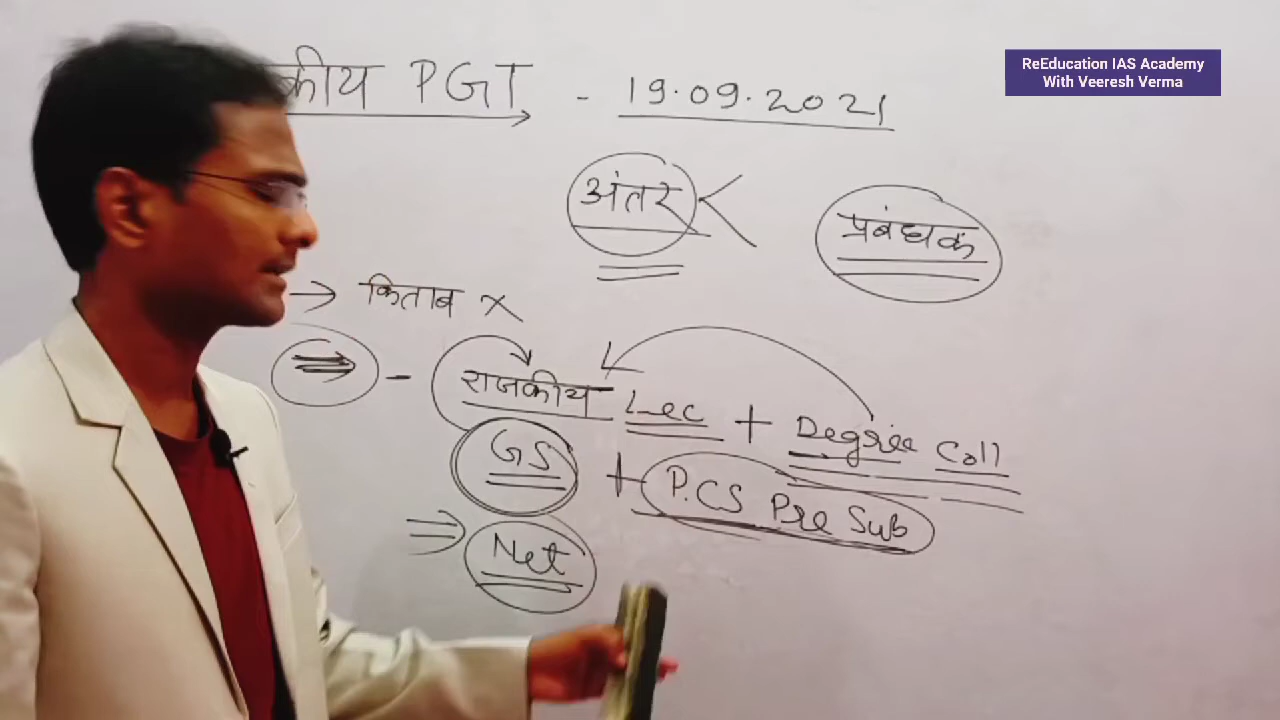 कीय PGT - 19.09.2021
ReEducation IAS Academy
With Veeresh Verma
अंतर <
प्रबंधक
→ किताब ×
⇒ - राजकीय Lec + Degree Coll
GS + P.CS Pre Sub
⇒ Net